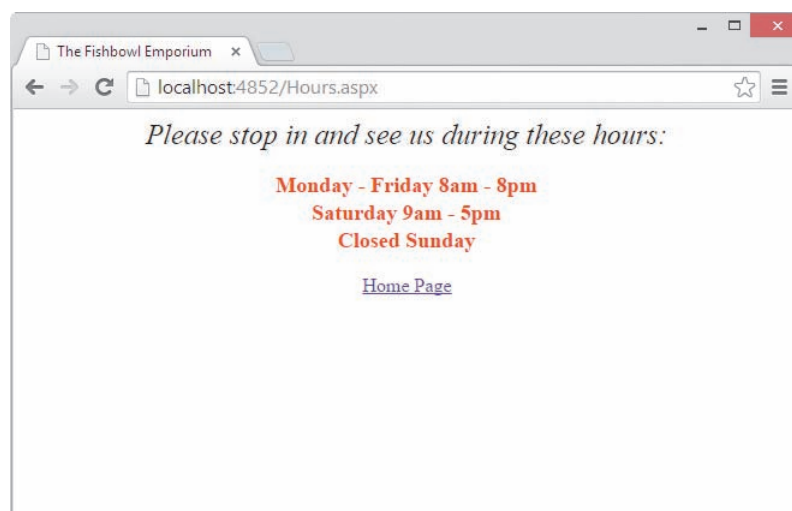 The Fishbowl Emporium
localhost:4852/Hours.aspx
Please stop in and see us during these hours:
Monday - Friday 8am - 8pm
Saturday 9am - 5pm
Closed Sunday
Home Page